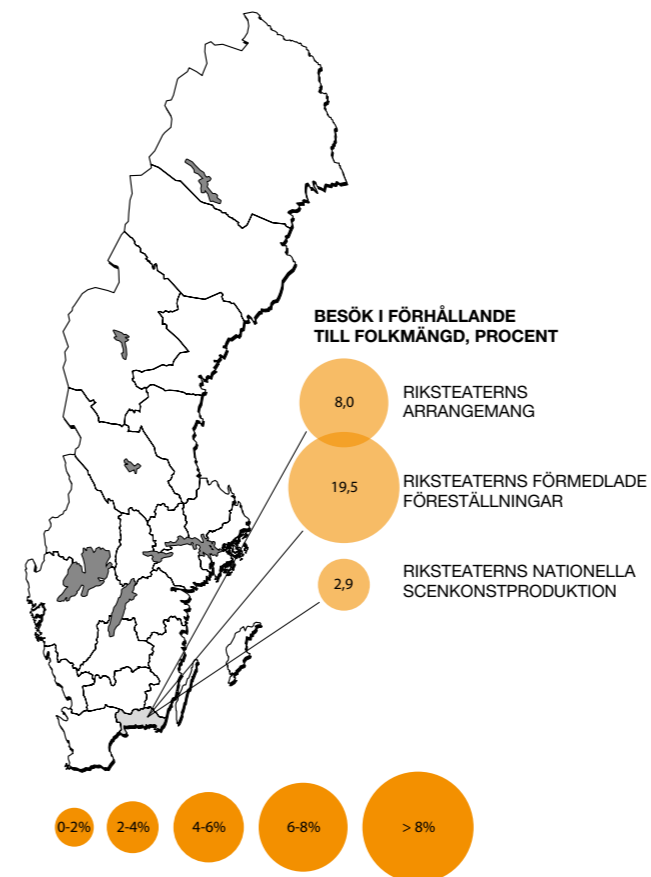 BESÖK I FÖRHÅLLANDE
TILL FOLKMÄNGD, PROCENT
8,0
RIKSTEATERNS
ARRANGEMANG
19,5
RIKSTEATERNS FÖRMEDLADE
FÖRESTÄLLNINGAR
2,9
RIKSTEATERNS NATIONELLA
SCENKONSTPRODUKTION
0-2%
2-4%
4-6%
6-8%
> 8%